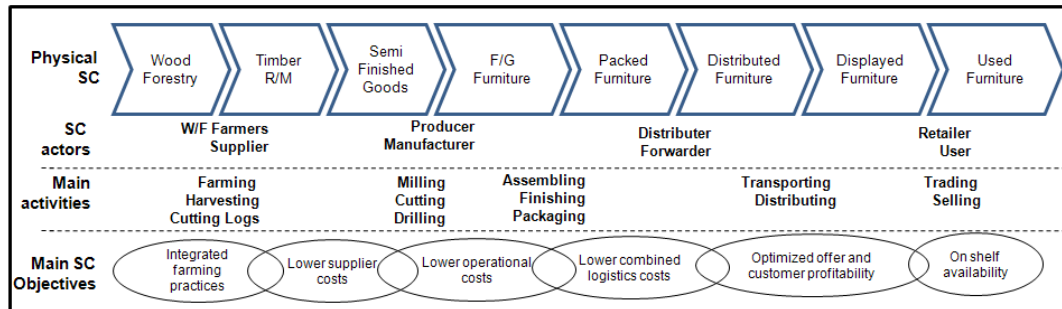 Physical
SC
Wood
Forestry
Timber
R/M
Semi
Finished
Goods
F/G
Furniture
Packed
Furniture
Distributed
Furniture
Displayed
Furniture
Used
Furniture
SC
actors
W/F Farmers
Supplier
Producer
Manufacturer
Distributer
Forwarder
Retailer
User
Main
activities
Farming
Harvesting
Cutting Logs
Milling
Cutting
Drilling
Assembling
Finishing
Packaging
Transporting
Distributing
Trading
Selling
Main SC
Objectives
Integrated
farming
practices
Lower supplier
costs
Lower operational
costs
Lower combined
logistics costs
Optimized offer and
customer profitability
On shelf
availability